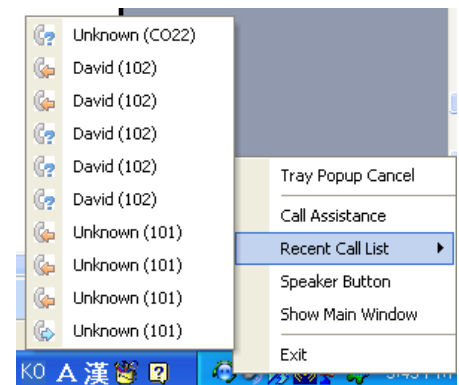 Unknown (CO22)
David (102)
David (102)
David (102)
David (102)
David (102)
Unknown (101)
Unknown (101)
Unknown (101)
Unknown (101)
Tray Popup Cancel
Call Assistance
Recent Call List
Speaker Button
Show Main Window
Exit
KO A 漢